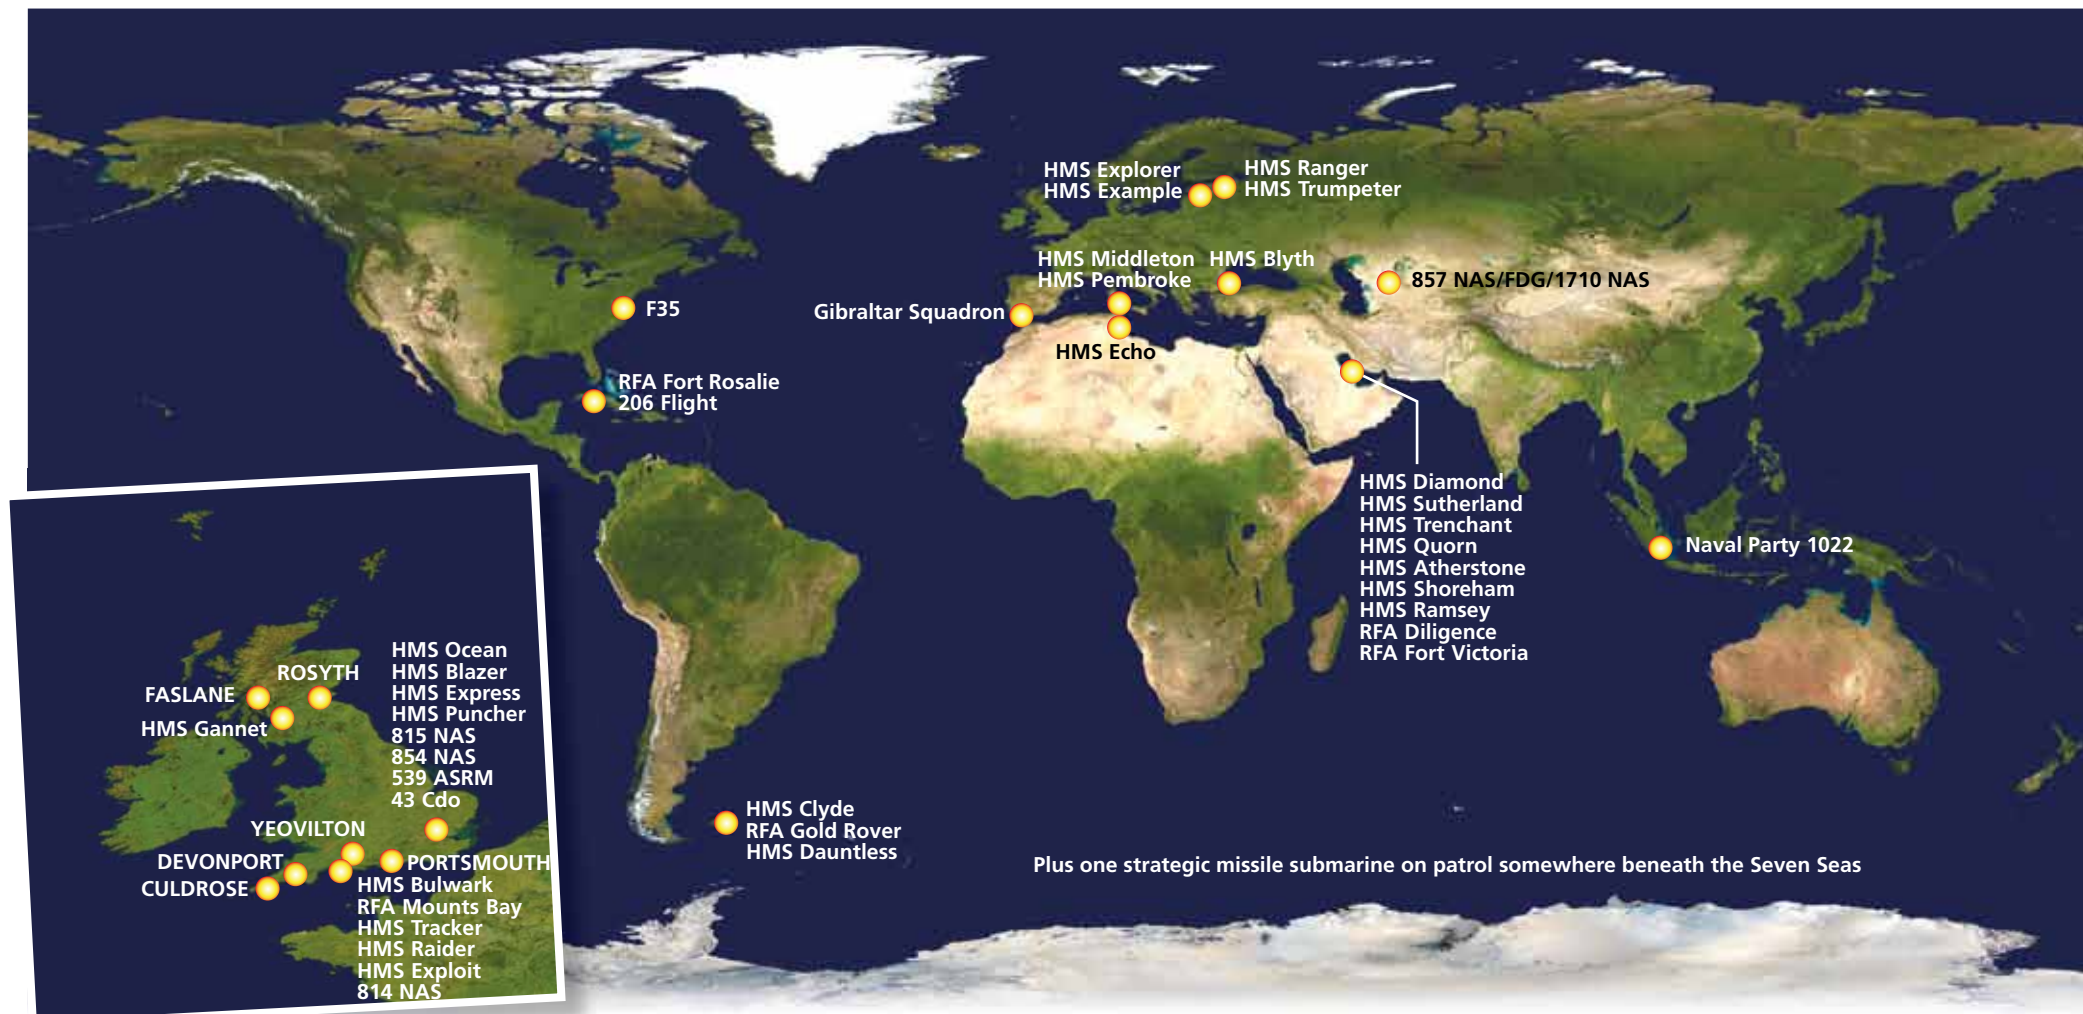 HMS Explorer
HMS Example
HMS Ranger
HMS Trumpeter
HMS Middleton
HMS Pembroke
HMS Blyth
857 NAS/FDG/1710 NAS
Gibraltar Squadron
F35
HMS Echo
RFA Fort Rosalie
206 Flight
HMS Diamond
HMS Sutherland
HMS Trenchant
HMS Quorn
HMS Atherstone
HMS Shoreham
HMS Ramsey
RFA Diligence
RFA Fort Victoria
Naval Party 1022
HMS Clyde
RFA Gold Rover
HMS Dauntless
Plus one strategic missile submarine on patrol somewhere beneath the Seven Seas
ROSYTH
FASLANE
HMS Gannet
HMS Ocean
HMS Blazer
HMS Express
HMS Puncher
815 NAS
854 NAS
539 ASRM
43 Cdo
YEOVILTON
DEVONPORT
PORTSMOUTH
CULDROSE
HMS Bulwark
RFA Mounts Bay
HMS Tracker
HMS Raider
HMS Exploit
814 NAS